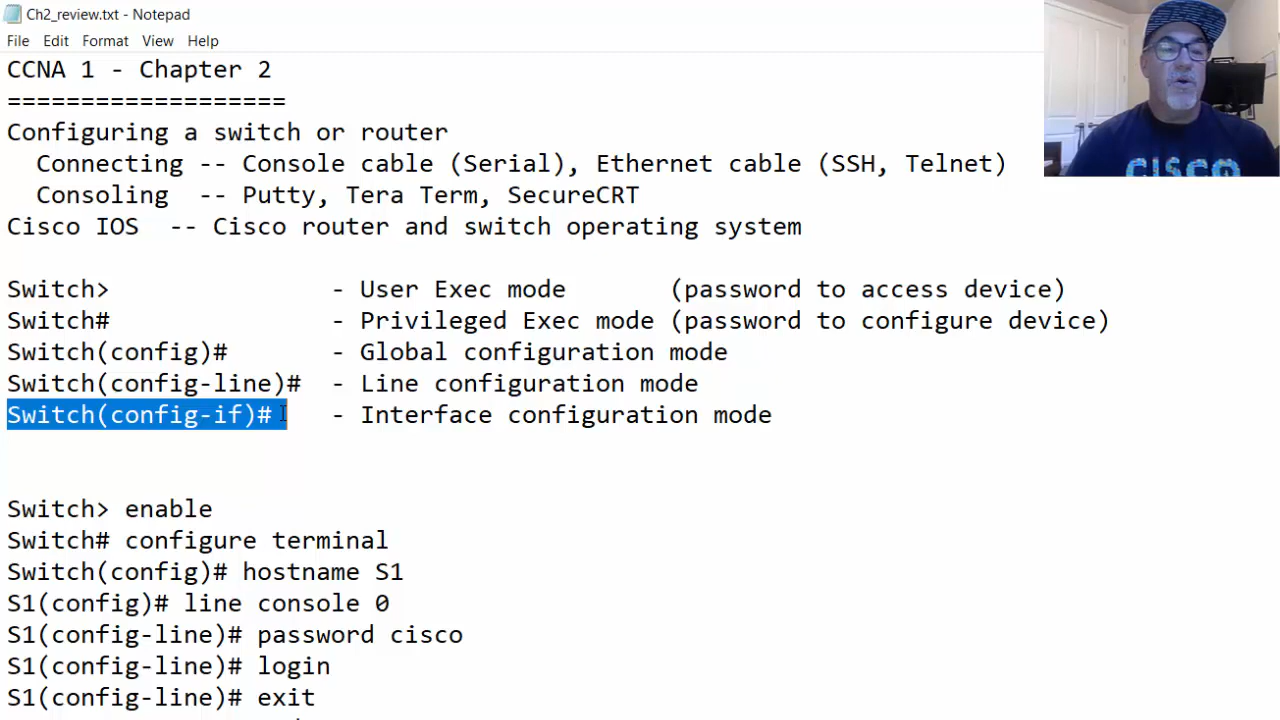 Ch2_review.txt - Notepad
File Edit Format View Help
CCNA 1 - Chapter 2
===================
Configuring a switch or router
Connecting -- Console cable (Serial), Ethernet cable (SSH, Telnet)
Consoling -- Putty, Tera Term, SecureCRT
Cisco IOS -- Cisco router and switch operating system
Switch> - User Exec mode (password to access device)
Switch# - Privileged Exec mode (password to configure device)
Switch(config)# - Global configuration mode
Switch(config-line)# - Line configuration mode
Switch(config-if)# - Interface configuration mode
Switch> enable
Switch# configure terminal
Switch(config)# hostname S1
S1(config)# line console 0
S1(config-line)# password cisco
S1(config-line)# login
S1(config-line)# exit
CISCO